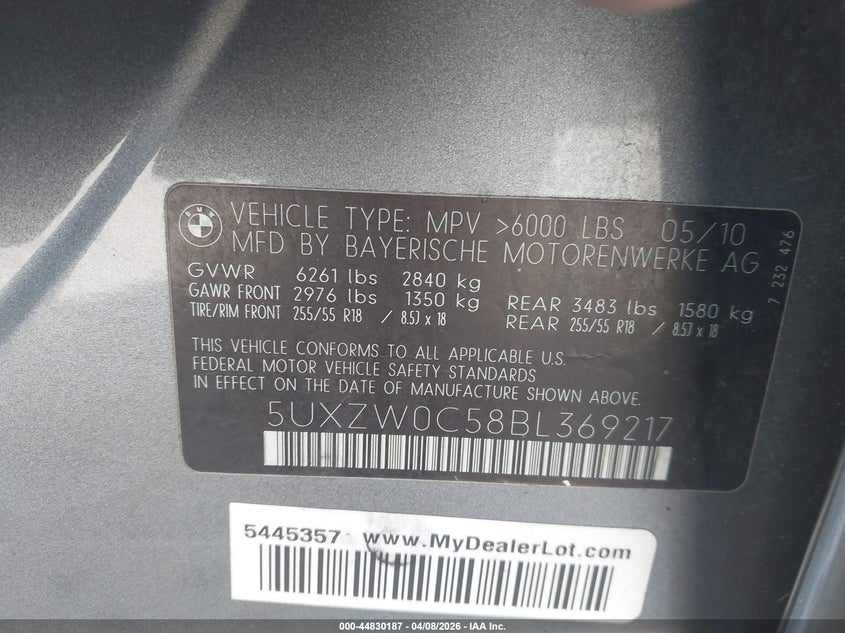 BMW
VEHICLE TYPE: MPV >6000 LBS 05/10
MFD BY BAYERISCHE MOTORENWERKE AG
7 232 476
GVWR 6261 lbs 2840 kg
GAWR FRONT 2976 lbs 1350 kg REAR 3483 lbs 1580 kg
TIRE/RIM FRONT 255/55 R18 / 8.5J x 18 REAR 255/55 R18 / 8.5J x 18
THIS VEHICLE CONFORMS TO ALL APPLICABLE U.S.
FEDERAL MOTOR VEHICLE SAFETY STANDARDS
IN EFFECT ON THE DATE OF MANUFACTURE SHOWN ABOVE.
5UXZW0C58BL369217
5445357 www.MyDealerLot.com
000-44830187 - 04/08/2026 - IAA Inc.